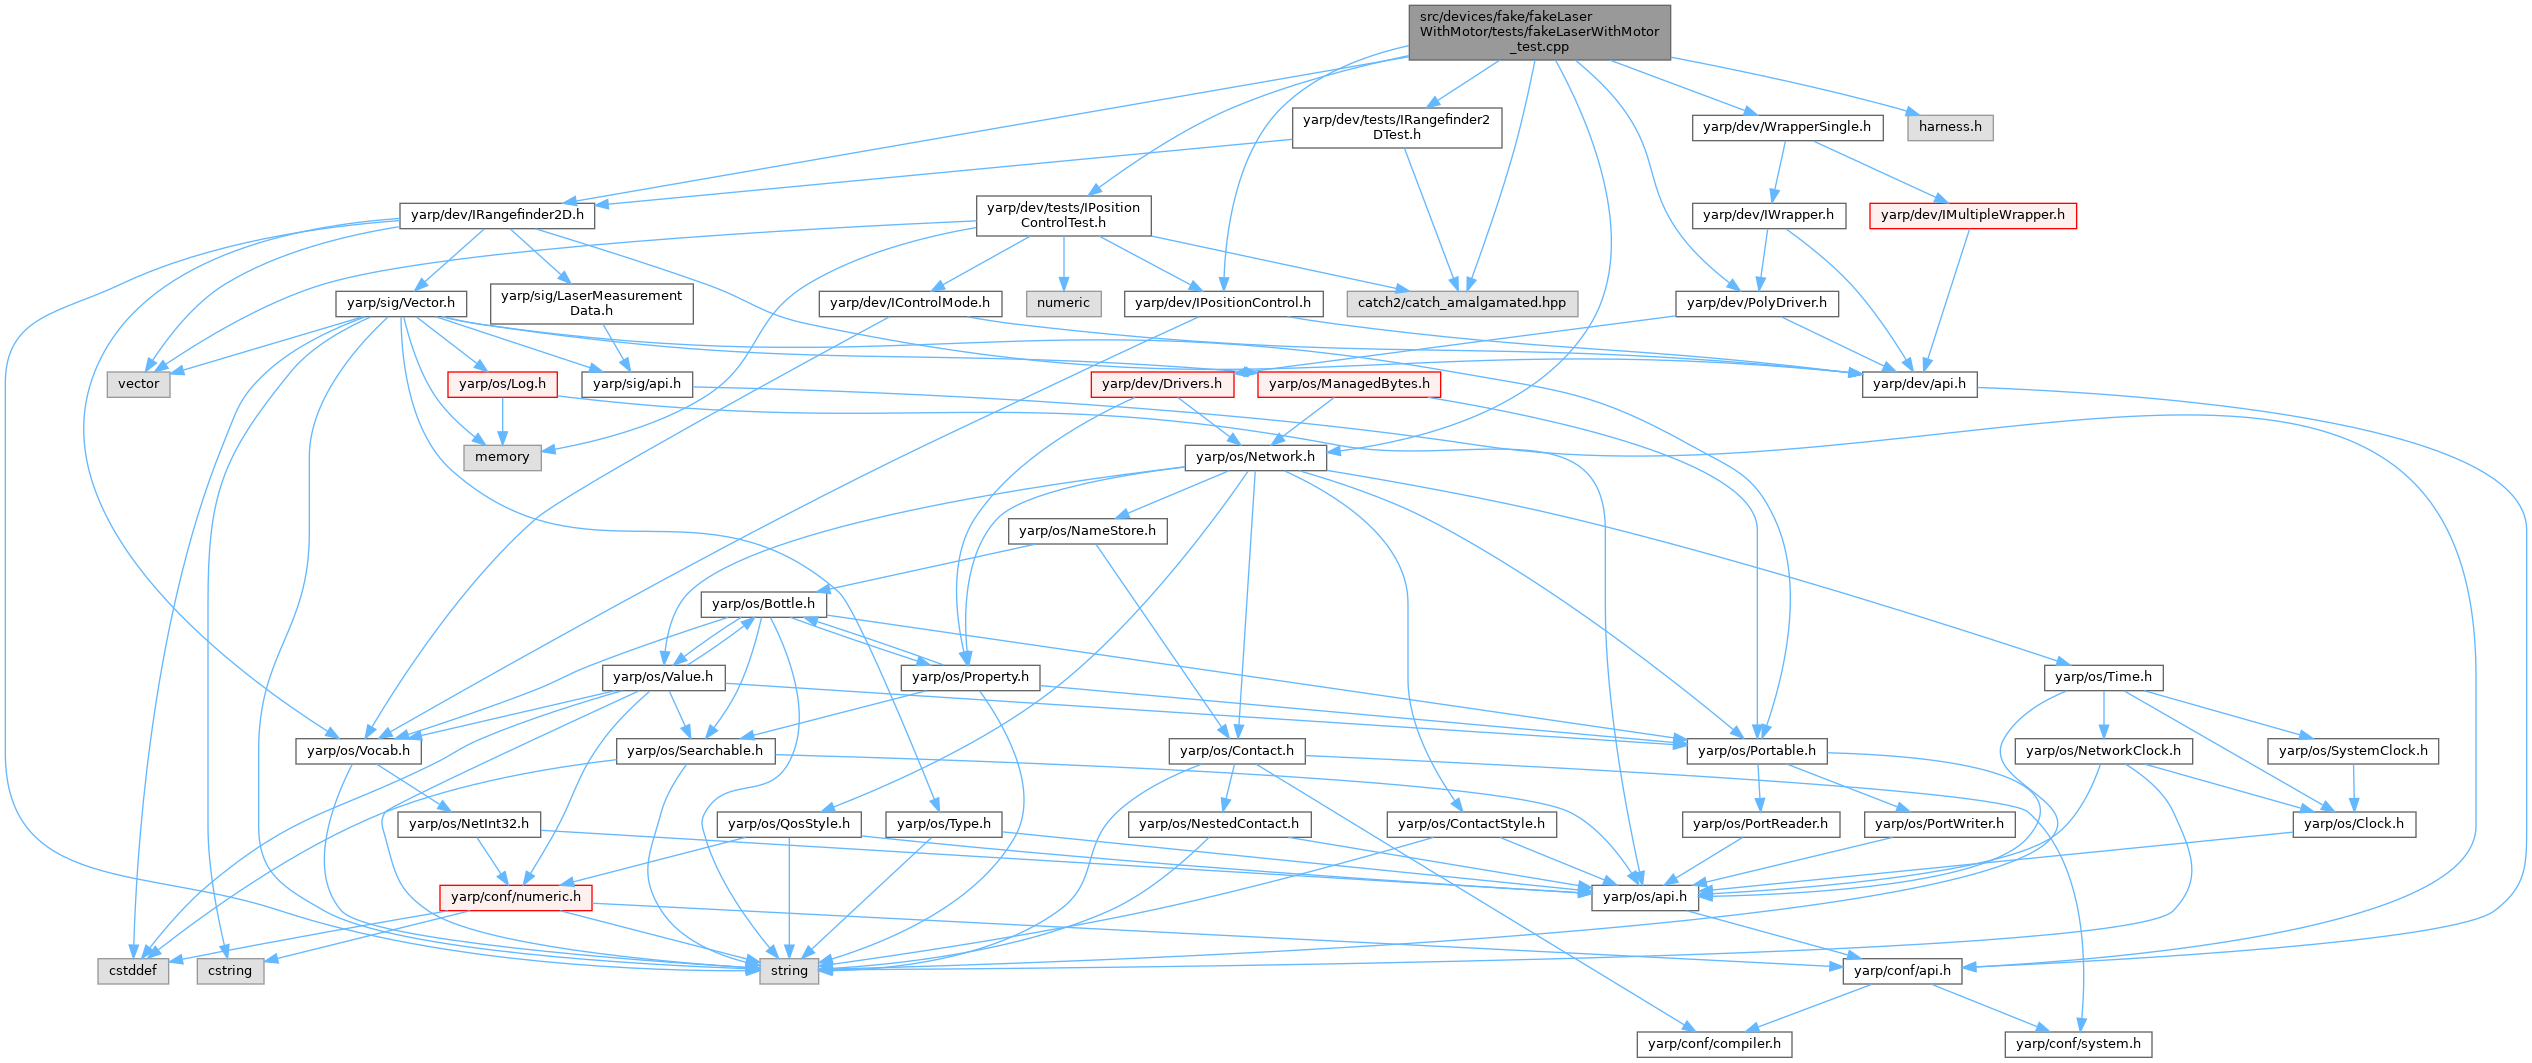 src/devices/fake/fakeLaser
WithMotor/tests/fakeLaserWithMotor
_test.cpp
yarp/dev/tests/IRangefinder2
DTest.h
yarp/dev/WrapperSingle.h
harness.h
yarp/dev/IRangefinder2D.h
yarp/dev/tests/IPosition
ControlTest.h
yarp/dev/IWrapper.h
yarp/dev/IMultipleWrapper.h
yarp/sig/Vector.h
yarp/sig/LaserMeasurement
Data.h
yarp/dev/IControlMode.h
numeric
yarp/dev/IPositionControl.h
catch2/catch_amalgamated.hpp
yarp/dev/PolyDriver.h
vector
yarp/os/Log.h
yarp/sig/api.h
yarp/dev/Drivers.h
yarp/os/ManagedBytes.h
yarp/dev/api.h
memory
yarp/os/Network.h
yarp/os/NameStore.h
yarp/os/Bottle.h
yarp/os/Value.h
yarp/os/Property.h
yarp/os/Time.h
yarp/os/Vocab.h
yarp/os/Searchable.h
yarp/os/Contact.h
yarp/os/Portable.h
yarp/os/NetworkClock.h
yarp/os/SystemClock.h
yarp/os/NetInt32.h
yarp/os/QosStyle.h
yarp/os/Type.h
yarp/os/NestedContact.h
yarp/os/ContactStyle.h
yarp/os/PortReader.h
yarp/os/PortWriter.h
yarp/os/Clock.h
yarp/conf/numeric.h
yarp/os/api.h
cstddef
cstring
string
yarp/conf/api.h
yarp/conf/compiler.h
yarp/conf/system.h